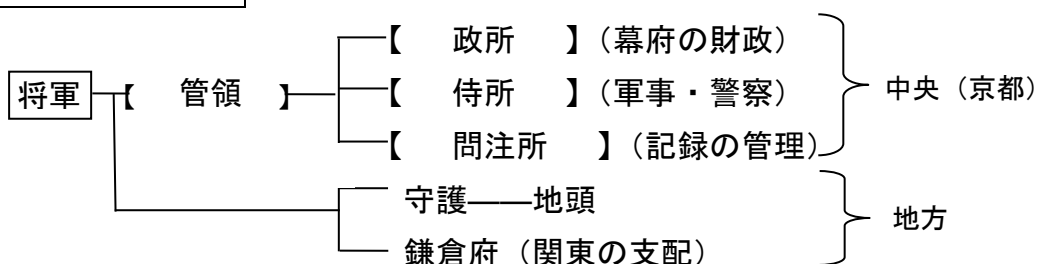 【 政所 】（幕府の財政）
将軍 【 管領 】 【 侍所 】（軍事・警察） 中央（京都）
【 問注所 】（記録の管理）
守護――地頭
地方
鎌倉府（関東の支配）